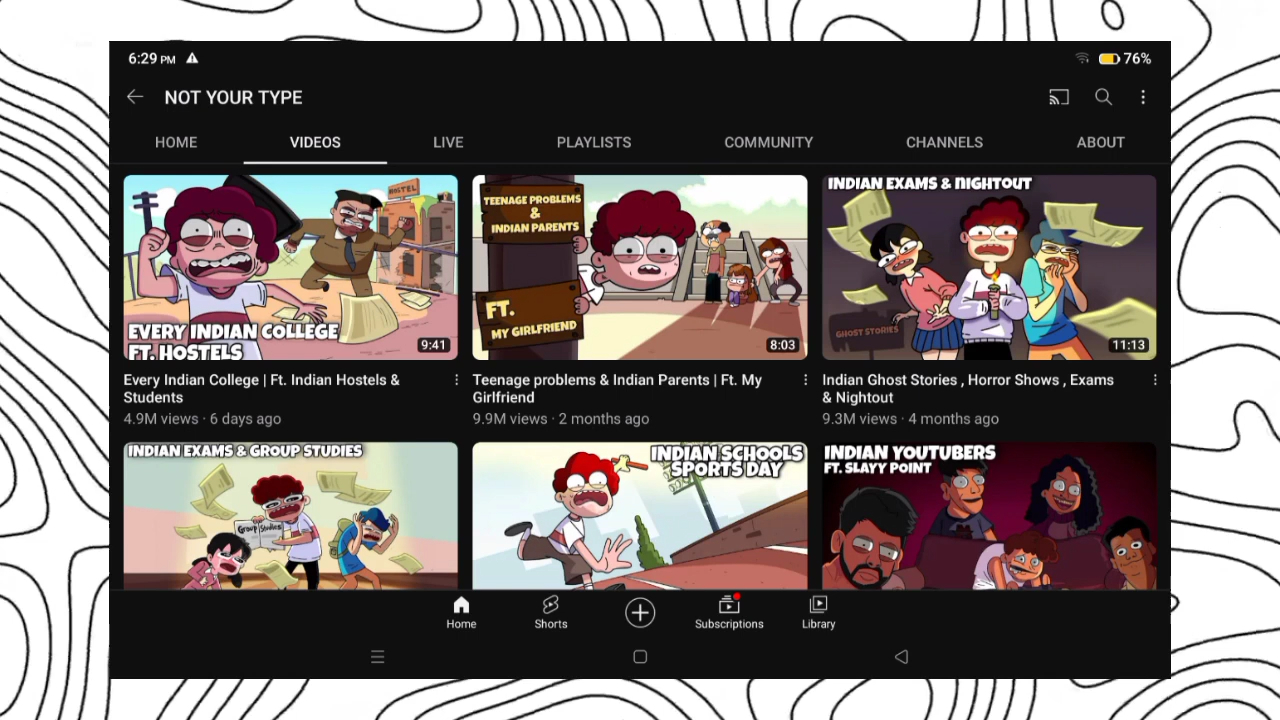 6:29 PM
76%
NOT YOUR TYPE
HOME VIDEOS LIVE PLAYLISTS COMMUNITY CHANNELS ABOUT
HOSTEL
EVERY INDIAN COLLEGE
FT. HOSTELS
9:41
TEENAGE PROBLEMS
&
INDIAN PARENTS
FT.
MY GIRLFRIEND
8:03
INDIAN EXAMS & NIGHTOUT
GHOST STORIES
11:13
Every Indian College | Ft. Indian Hostels &
Students
4.9M views · 6 days ago
Teenage problems & Indian Parents | Ft. My
Girlfriend
9.9M views · 2 months ago
Indian Ghost Stories , Horror Shows , Exams
& Nightout
9.3M views · 4 months ago
INDIAN EXAMS & GROUP STUDIES
Group Studies
INDIAN SCHOOLS
SPORTS DAY
INDIAN YOUTUBERS
FT. SLAYY POINT
Home Shorts Subscriptions Library